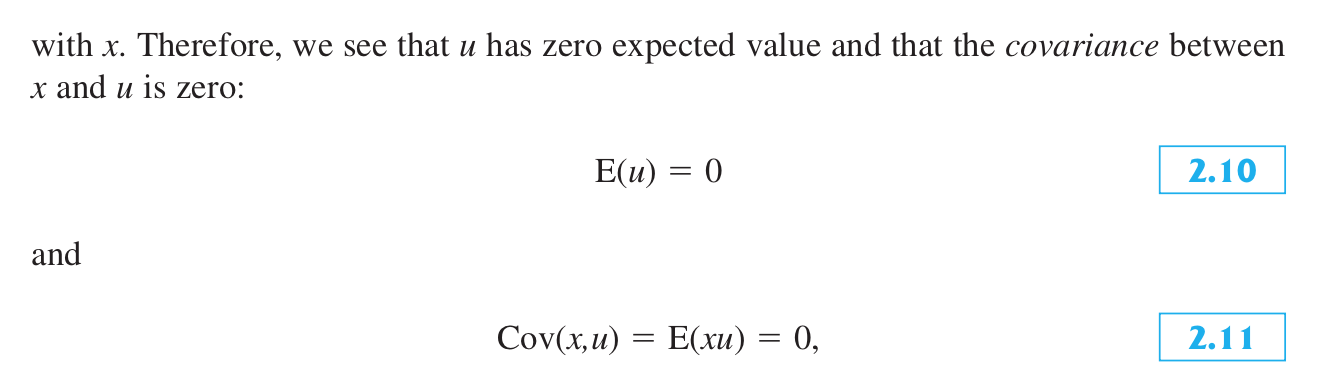 with x. Therefore, we see that u has zero expected value and that the covariance between
x and u is zero:
E(u) = 0 2.10
and
Cov(x,u) = E(xu) = 0, 2.11